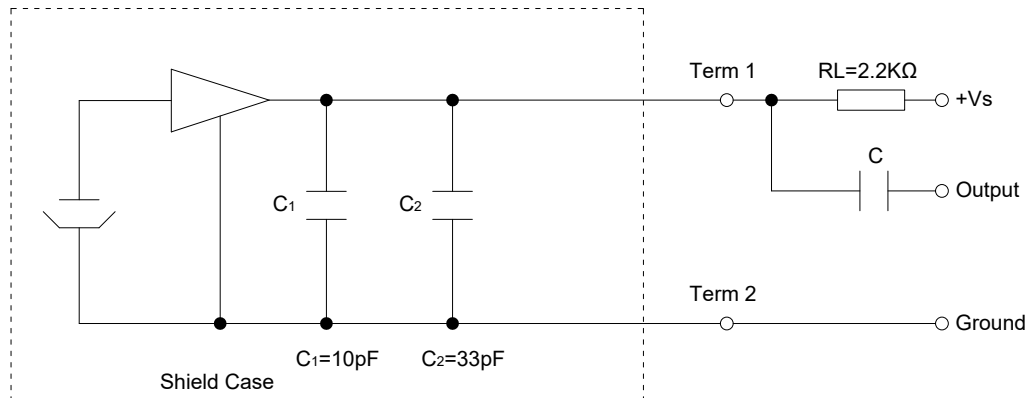 Term 1
RL=2.2KΩ
+Vs
C
Output
C1
C2
Term 2
Ground
C1=10pF
C2=33pF
Shield Case